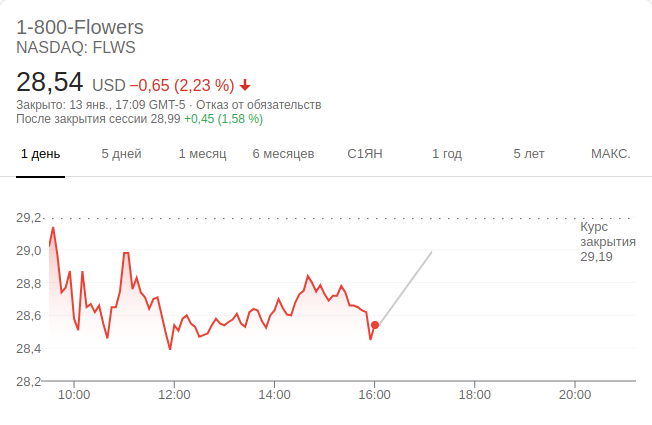 1-800-Flowers
NASDAQ: FLWS
28,54 USD −0,65 (2,23 %)
Закрыто: 13 янв., 17:09 GMT-5 · Отказ от обязательств
После закрытия сессии 28,99 +0,45 (1,58 %)
1 день 5 дней 1 месяц 6 месяцев С1ЯН 1 год 5 лет МАКС.
29,2
Курс
закрытия
29,19
29,0
28,8
28,6
28,4
28,2
10:00 12:00 14:00 16:00 18:00 20:00